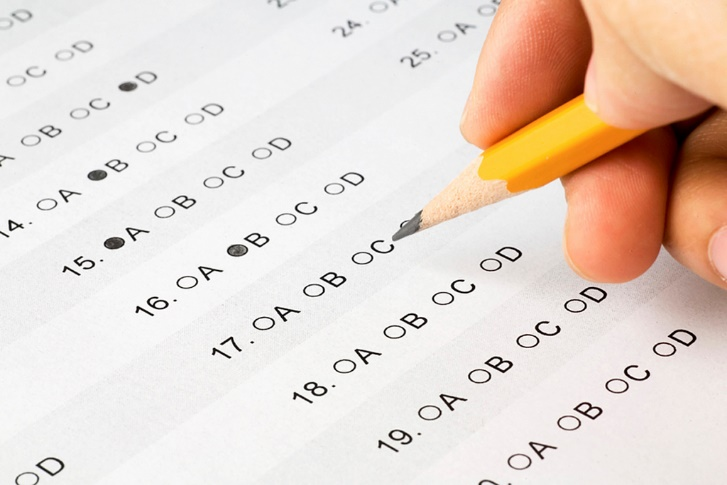 C D
B C D
14. A B C D
15. A B C D
16. A B C D
17. A B C
18. A B C D
19. A B C D
A B C D
D
24. A
25. A